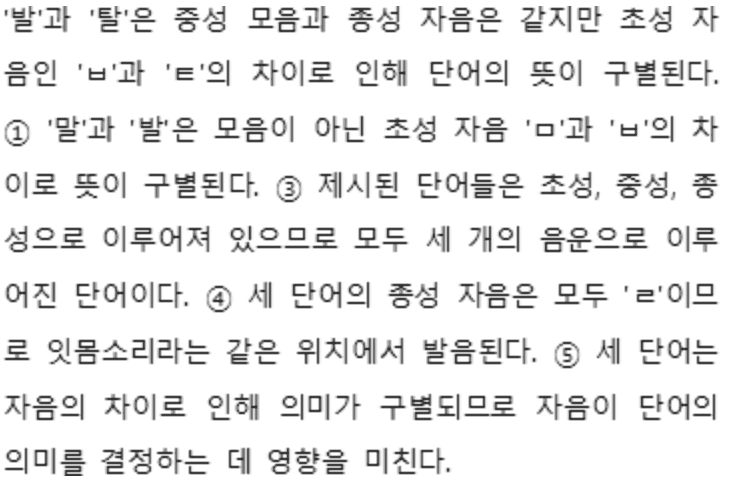 '발'과 '탈'은 중성 모음과 종성 자음은 같지만 초성 자
음인 'ㅂ'과 'ㅌ'의 차이로 인해 단어의 뜻이 구별된다.
① '말'과 '발'은 모음이 아닌 초성 자음 'ㅁ'과 'ㅂ'의 차
이로 뜻이 구별된다. ③ 제시된 단어들은 초성, 중성, 종
성으로 이루어져 있으므로 모두 세 개의 음운으로 이루
어진 단어이다. ④ 세 단어의 종성 자음은 모두 'ㄹ'이므
로 잇몸소리라는 같은 위치에서 발음된다. ⑤ 세 단어는
자음의 차이로 인해 의미가 구별되므로 자음이 단어의
의미를 결정하는 데 영향을 미친다.